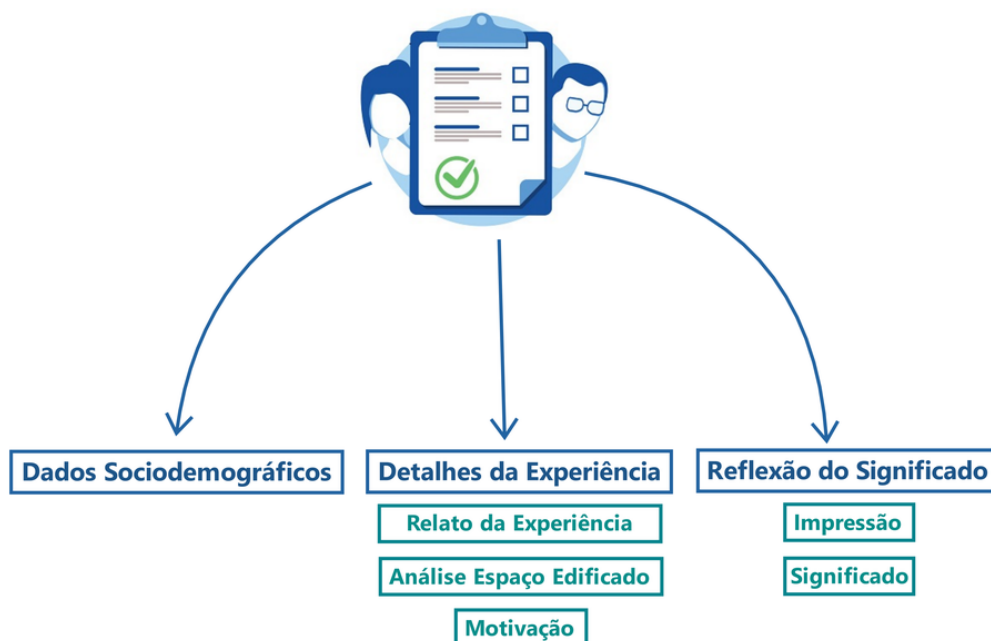 Dados Sociodemográficos
Detalhes da Experiência
Relato da Experiência
Análise Espaço Edificado
Motivação
Reflexão do Significado
Impressão
Significado